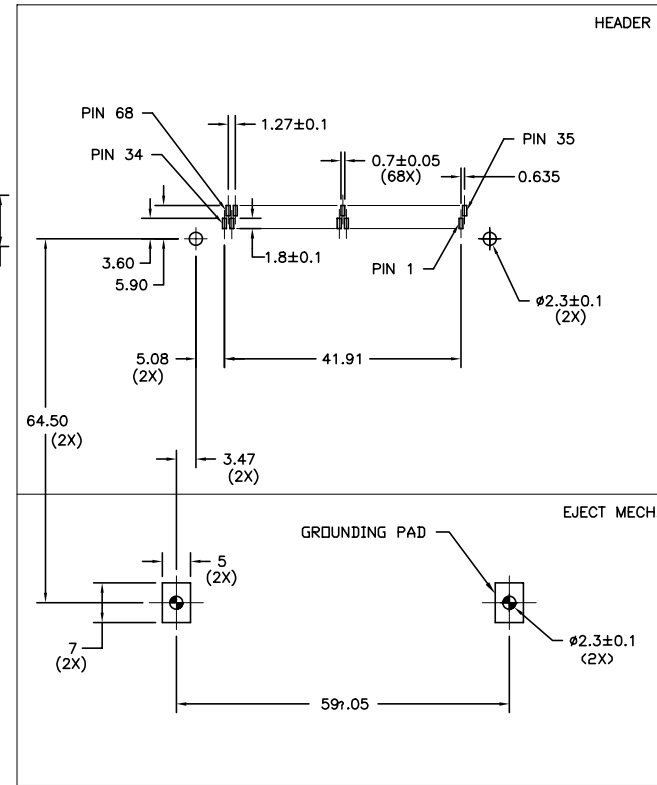 HEADER
PIN 68
1.27±0.1
PIN 34
PIN 35
0.7±0.05
(68X)
0.635
3.60
1.8±0.1
PIN 1
5.90
ø2.3±0.1
(2X)
5.08
(2X)
41.91
64.50
(2X)
3.47
(2X)
EJECT MECH
GROUNDING PAD
5
(2X)
7
(2X)
ø2.3±0.1
(2X)
59?.05